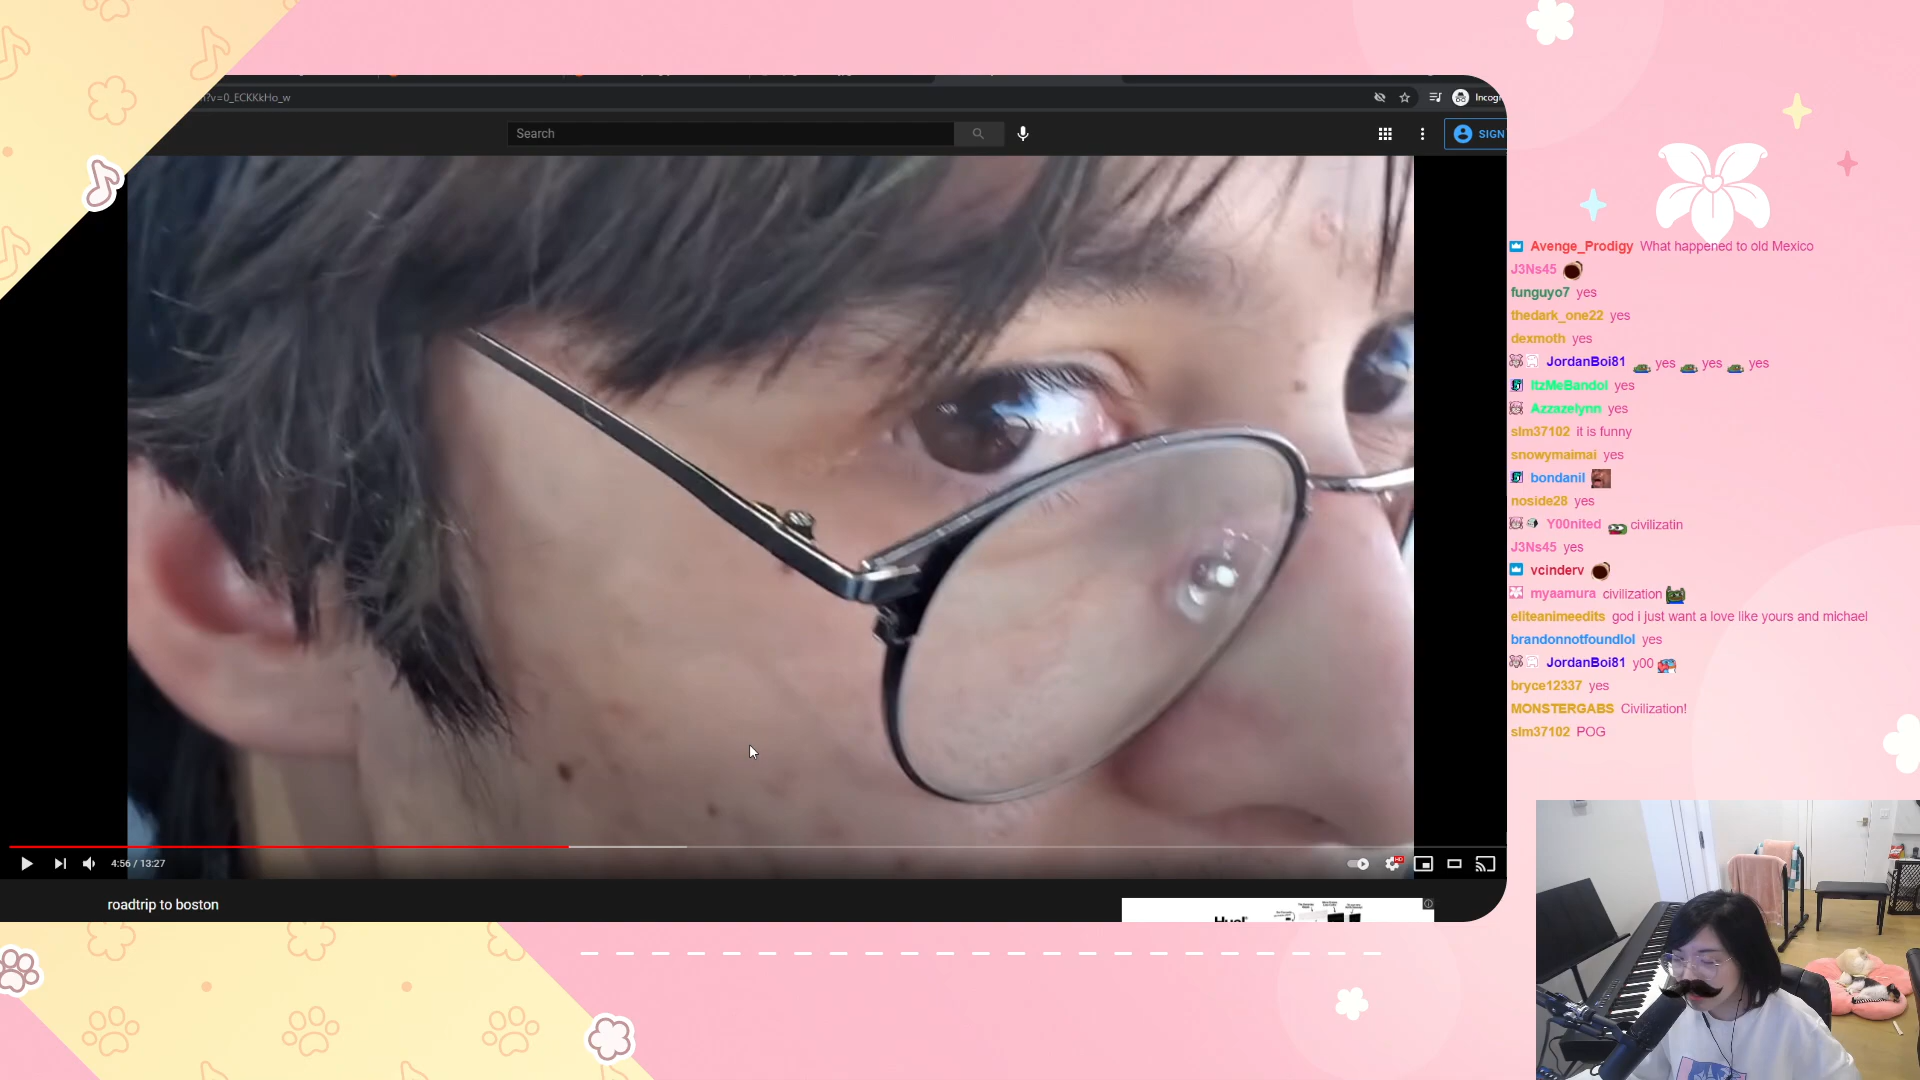 ?v=0_ECKKkHo_w
Incog
Search
SIGN
4:56 / 13:27
HD
roadtrip to boston
Huel
Avenge_Prodigy What happened to old Mexico
J3Ns45
funguyo7 yes
thedark_one22 yes
dexmoth yes
JordanBoi81 yes yes yes
ItzMeBandoi yes
Azzazelynn yes
slm37102 it is funny
snowymaimai yes
bondanil
noside28 yes
Y00nited civilizatin
J3Ns45 yes
vcinderv
myaamura civilization
eliteanimeedits god i just want a love like yours and michael
brandonnotfoundlol yes
JordanBoi81 y00
bryce12337 yes
MONSTERGABS Civilization!
slm37102 POG